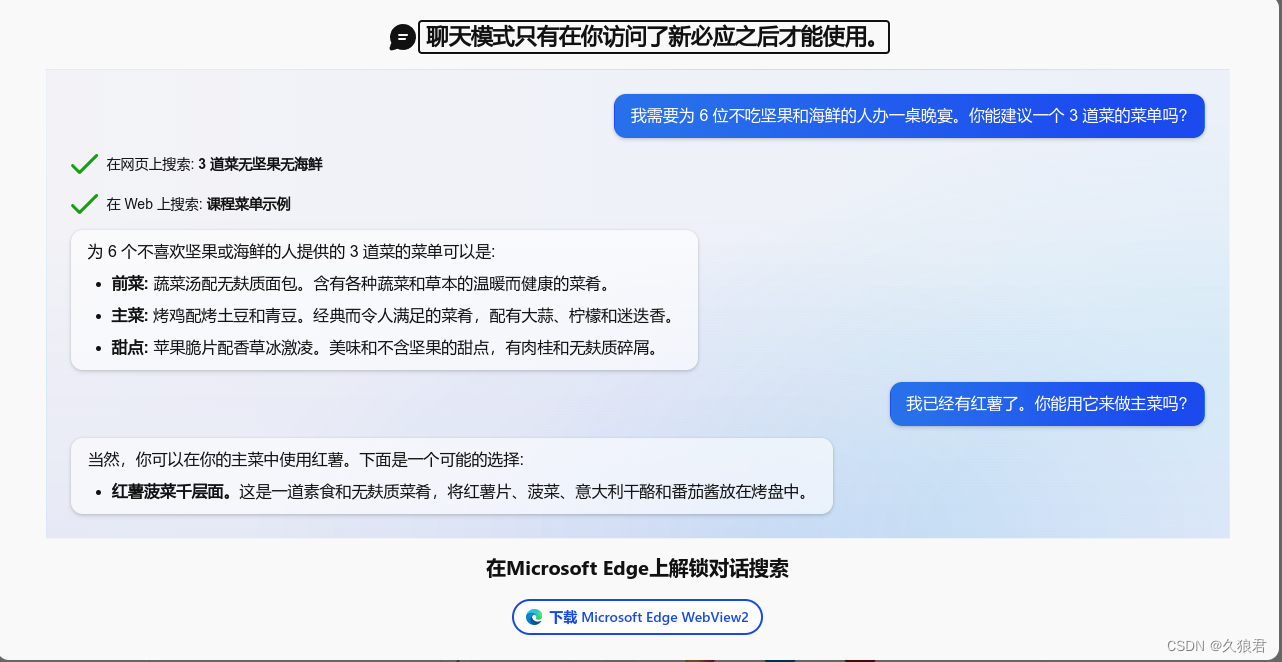 聊天模式只有在你访问了新必应之后才能使用。
我需要为 6 位不吃坚果和海鲜的人办一桌晚宴。你能建议一个 3 道菜的菜单吗?
在网页上搜索: 3 道菜无坚果无海鲜
在 Web 上搜索: 课程菜单示例
为 6 个不喜欢坚果或海鲜的人提供的 3 道菜的菜单可以是:
• 前菜: 蔬菜汤配无麸质面包。含有各种蔬菜和草本的温暖而健康的菜肴。
• 主菜: 烤鸡配烤土豆和青豆。经典而令人满足的菜肴，配有大蒜、柠檬和迷迭香。
• 甜点: 苹果脆片配香草冰激凌。美味和不含坚果的甜点，有肉桂和无麸质碎屑。
我已经有红薯了。你能用它来做主菜吗?
当然，你可以在你的主菜中使用红薯。下面是一个可能的选择:
• 红薯菠菜千层面。这是一道素食和无麸质菜肴，将红薯片、菠菜、意大利干酪和番茄酱放在烤盘中。
在Microsoft Edge上解锁对话搜索
下载 Microsoft Edge WebView2
CSDN @久狼君